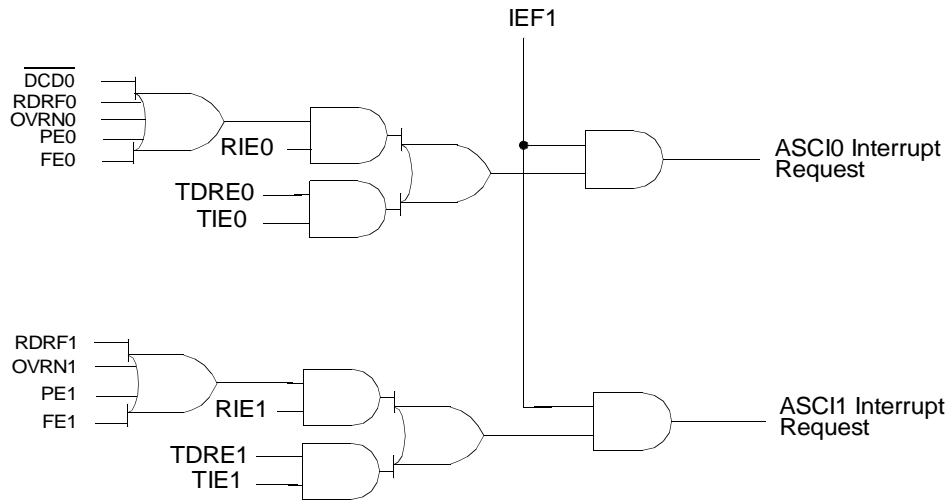 IEF1
DCD0
RDRF0
OVRN0
PE0
FE0
RIE0
TDRE0
TIE0
ASCI0 Interrupt
Request
RDRF1
OVRN1
PE1
FE1
RIE1
TDRE1
TIE1
ASCI1 Interrupt
Request